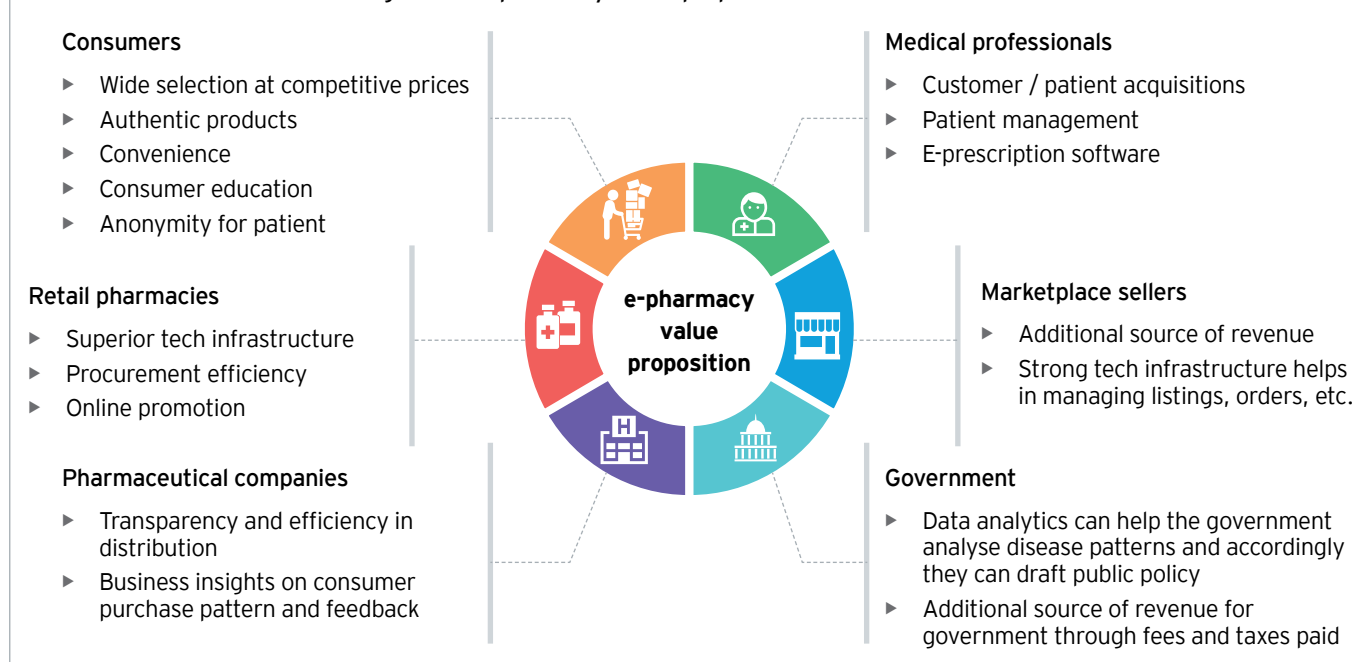 Consumers
Wide selection at competitive prices
Authentic products
Convenience
Consumer education
Anonymity for patient
Retail pharmacies
Superior tech infrastructure
Procurement efficiency
Online promotion
Pharmaceutical companies
Transparency and efficiency in
distribution
Business insights on consumer
purchase pattern and feedback
e-pharmacy
value
proposition
H
Medical professionals
Customer / patient acquisitions
Patient management
E-prescription software
Marketplace sellers
Additional source of revenue
Strong tech infrastructure helps
in managing listings, orders, etc.
Government
Data analytics can help the government
analyse disease patterns and accordingly
they can draft public policy
Additional source of revenue for
government through fees and taxes paid